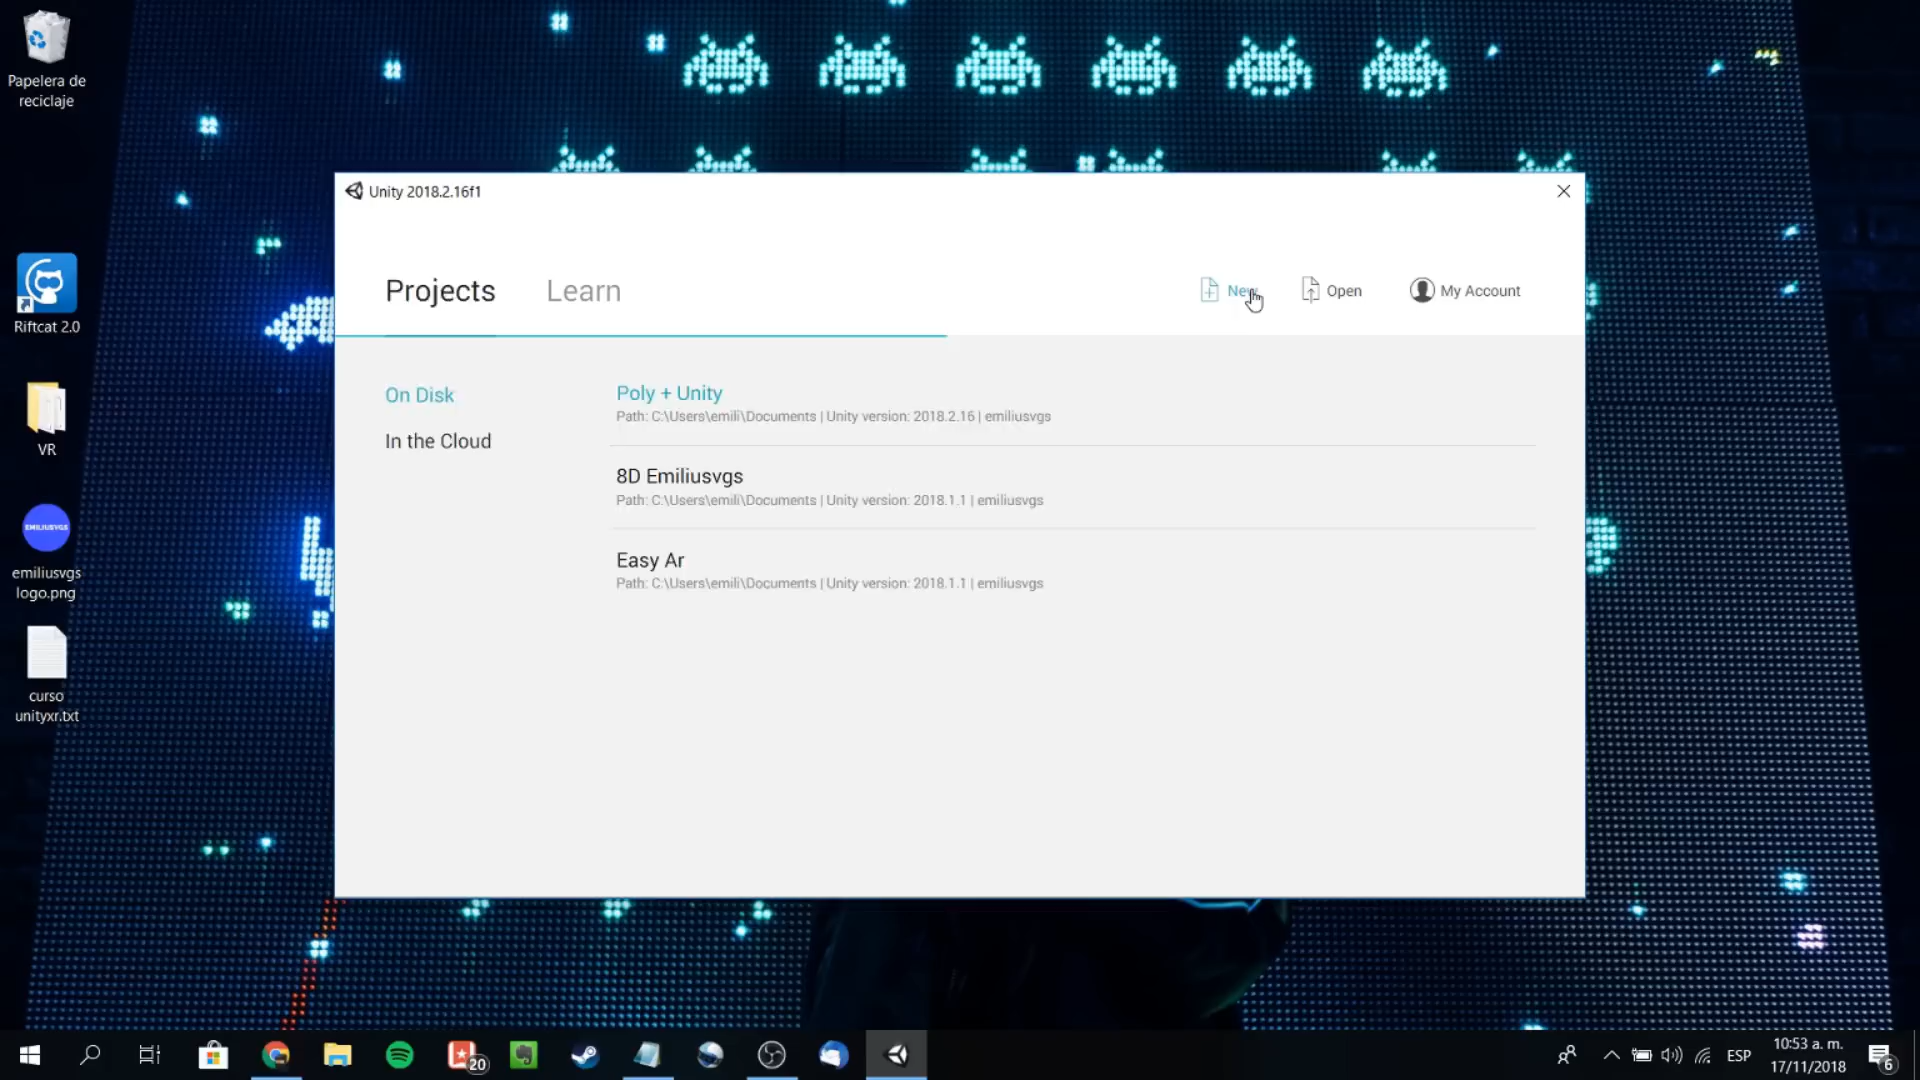 Papelera de
reciclaje
Riftcat 2.0
VR
EMILIUSVGS
emiliusvgs
logo.png
curso
unityxr.txt
Unity 2018.2.16f1
Projects
Learn
New
Open
My Account
On Disk
In the Cloud
Poly + Unity
Path: C:\Users\emili\Documents | Unity version: 2018.2.16 | emiliusvgs
8D Emiliusvgs
Path: C:\Users\emili\Documents | Unity version: 2018.1.1 | emiliusvgs
Easy Ar
Path: C:\Users\emili\Documents | Unity version: 2018.1.1 | emiliusvgs
20
ESP
10:53 a. m.
17/11/2018
6